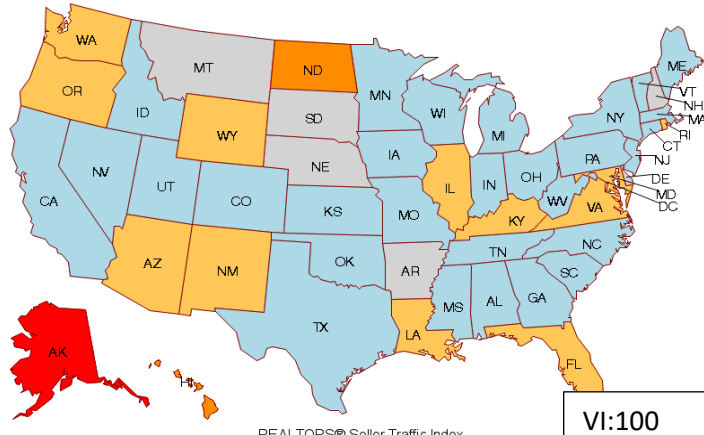 WA
MT
ND
MN
ME
VT
NH
MA
RI
CT
NJ
DE
MD
DC
OR
ID
WY
SD
WI
MI
NY
PA
NV
UT
CO
NE
IA
IL
IN
OH
WV
VA
CA
KS
MO
KY
NC
TN
SC
AZ
NM
OK
AR
MS
AL
GA
TX
LA
FL
AK
HI
VI:100
REALTORS® Seller Traffic Index